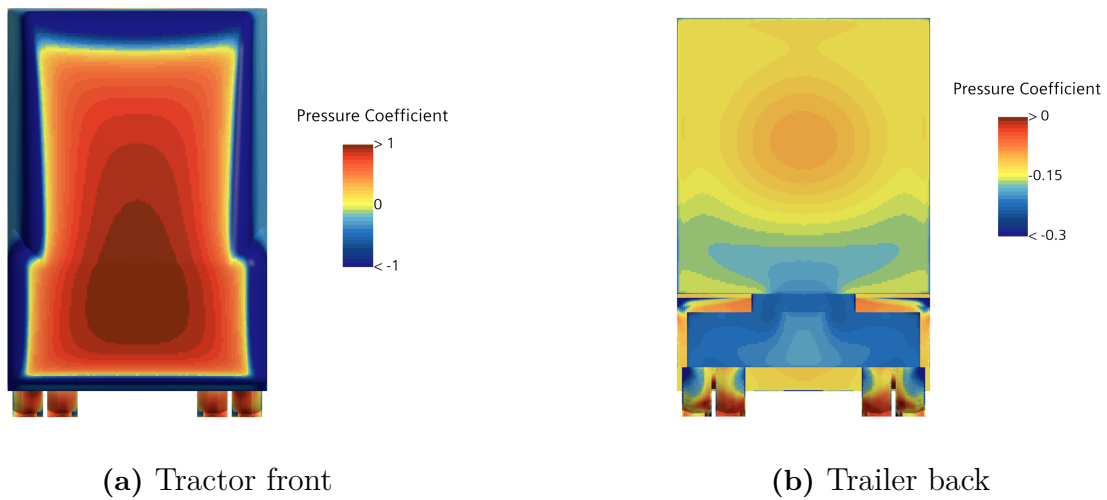 Pressure Coefficient
> 1
0
< -1
Pressure Coefficient
> 0
-0.15
< -0.3
(a) Tractor front
(b) Trailer back